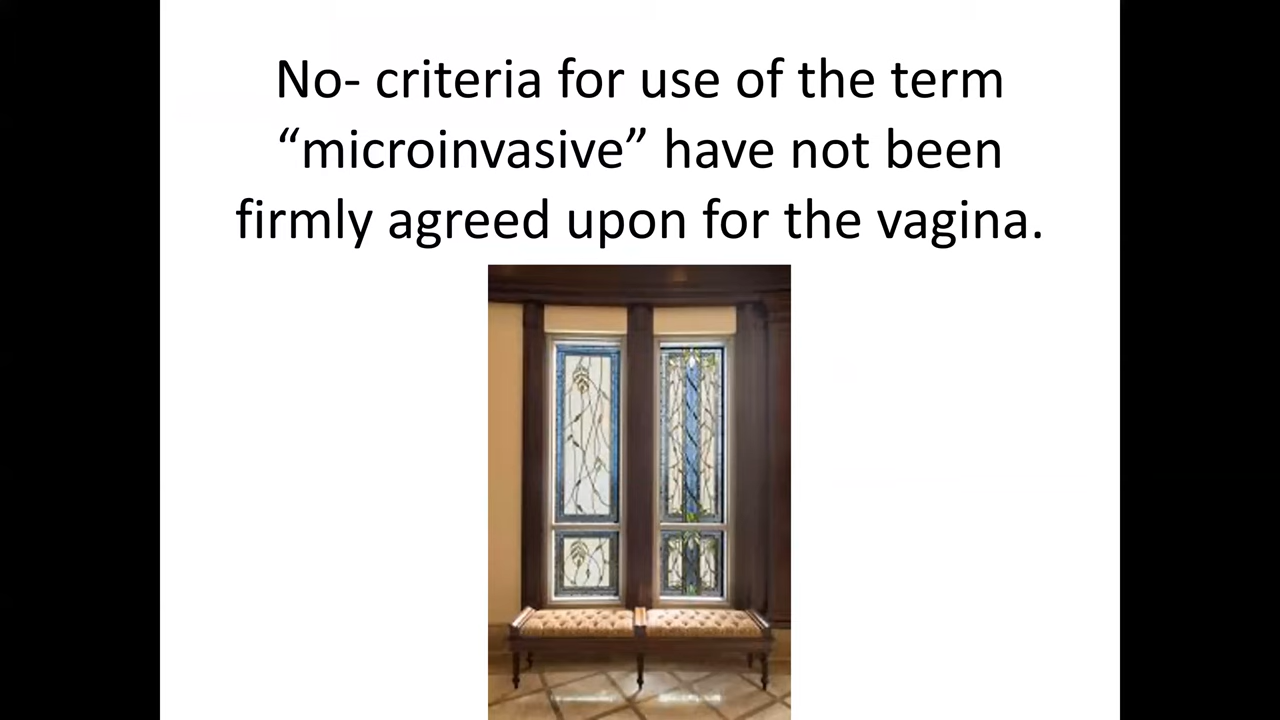 No- criteria for use of the term
“microinvasive” have not been
firmly agreed upon for the vagina.